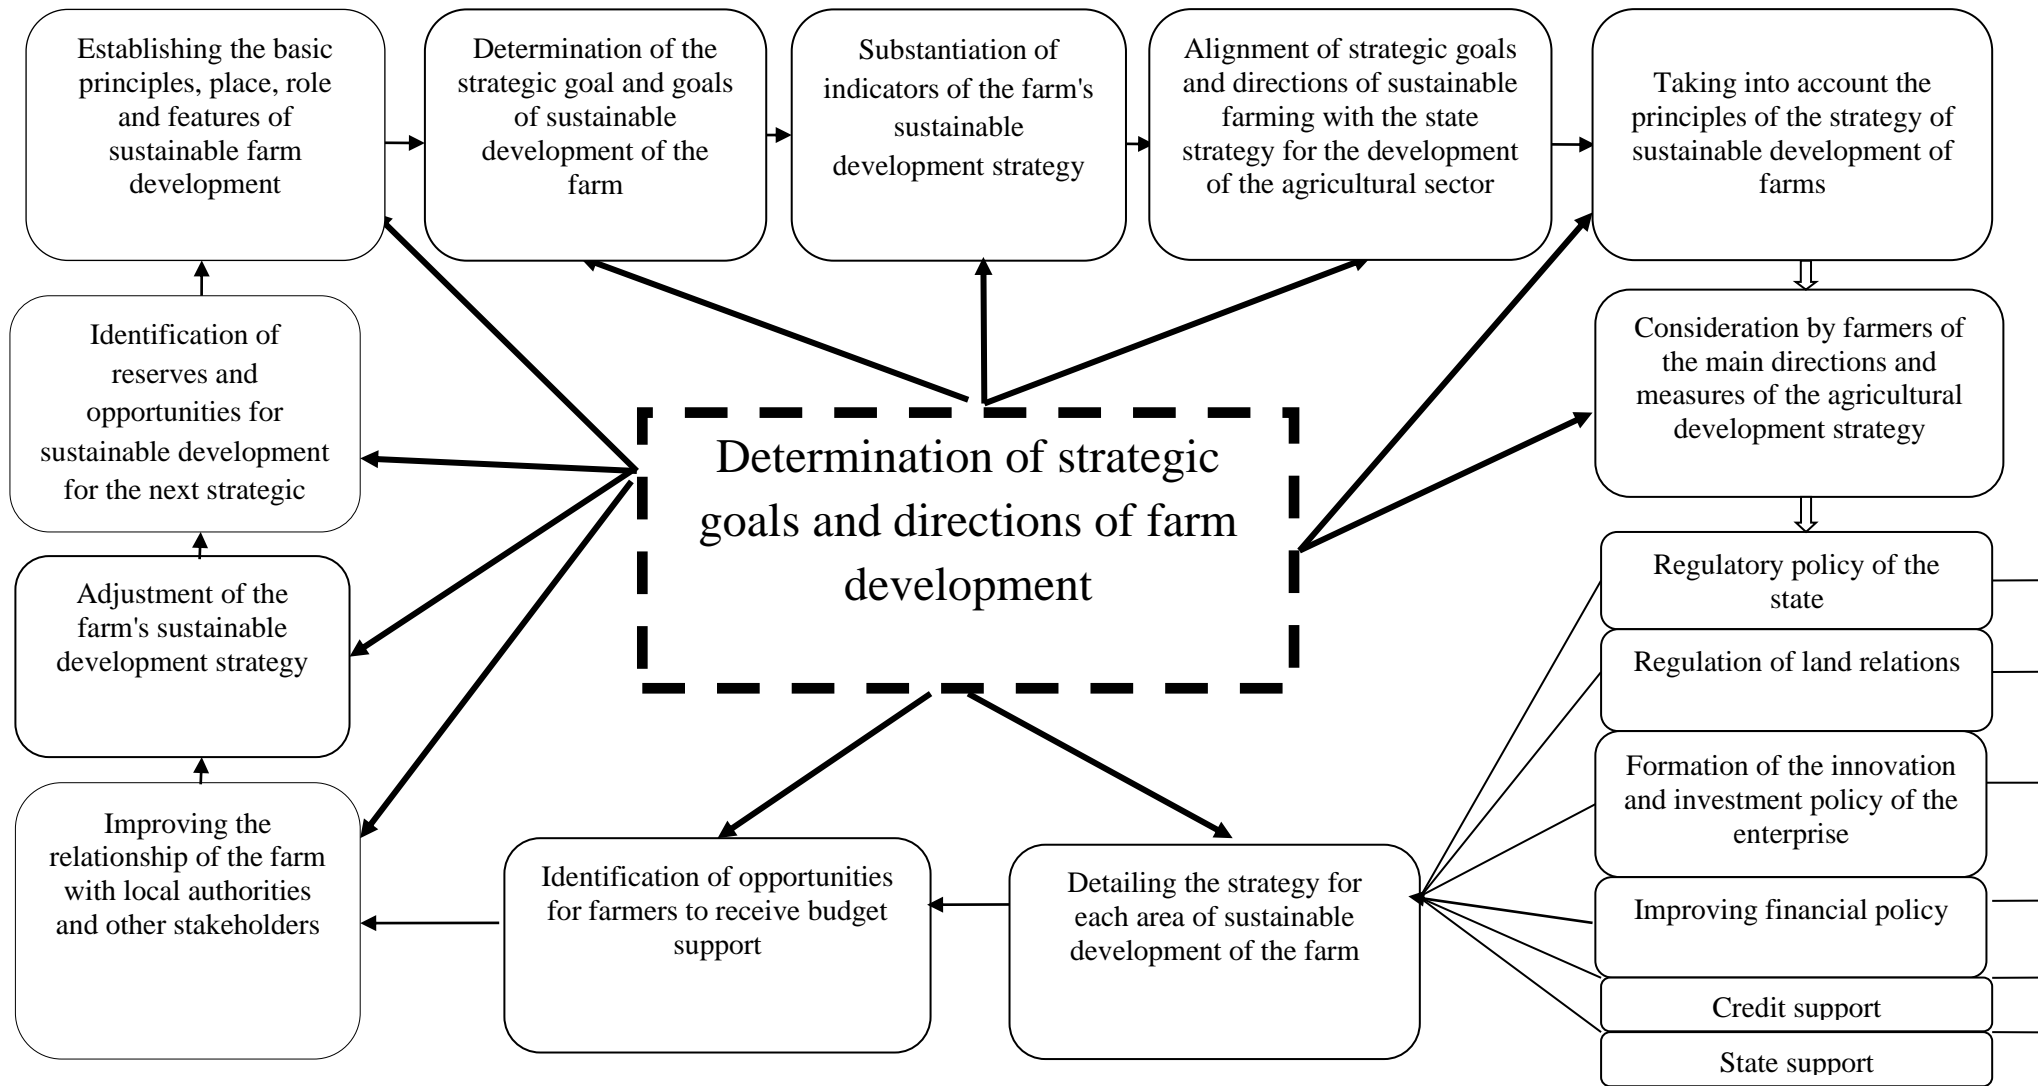 Establishing the basic
principles, place, role
and features of
sustainable farm
development
Determination of the
strategic goal and goals
of sustainable
development of the
farm
Substantiation of
indicators of the farm's
sustainable
development strategy
Alignment of strategic goals
and directions of sustainable
farming with the state
strategy for the development
of the agricultural sector
Taking into account the
principles of the strategy of
sustainable development of
farms
Identification of
reserves and
opportunities for
sustainable development
for the next strategic
Determination of strategic
goals and directions of farm
development
Consideration by farmers of
the main directions and
measures of the agricultural
development strategy
Adjustment of the
farm's sustainable
development strategy
Regulatory policy of the
state
Regulation of land relations
Formation of the innovation
and investment policy of the
enterprise
Improving financial policy
Credit support
State support
Improving the
relationship of the farm
with local authorities
and other stakeholders
Identification of opportunities
for farmers to receive budget
support
Detailing the strategy for
each area of sustainable
development of the farm